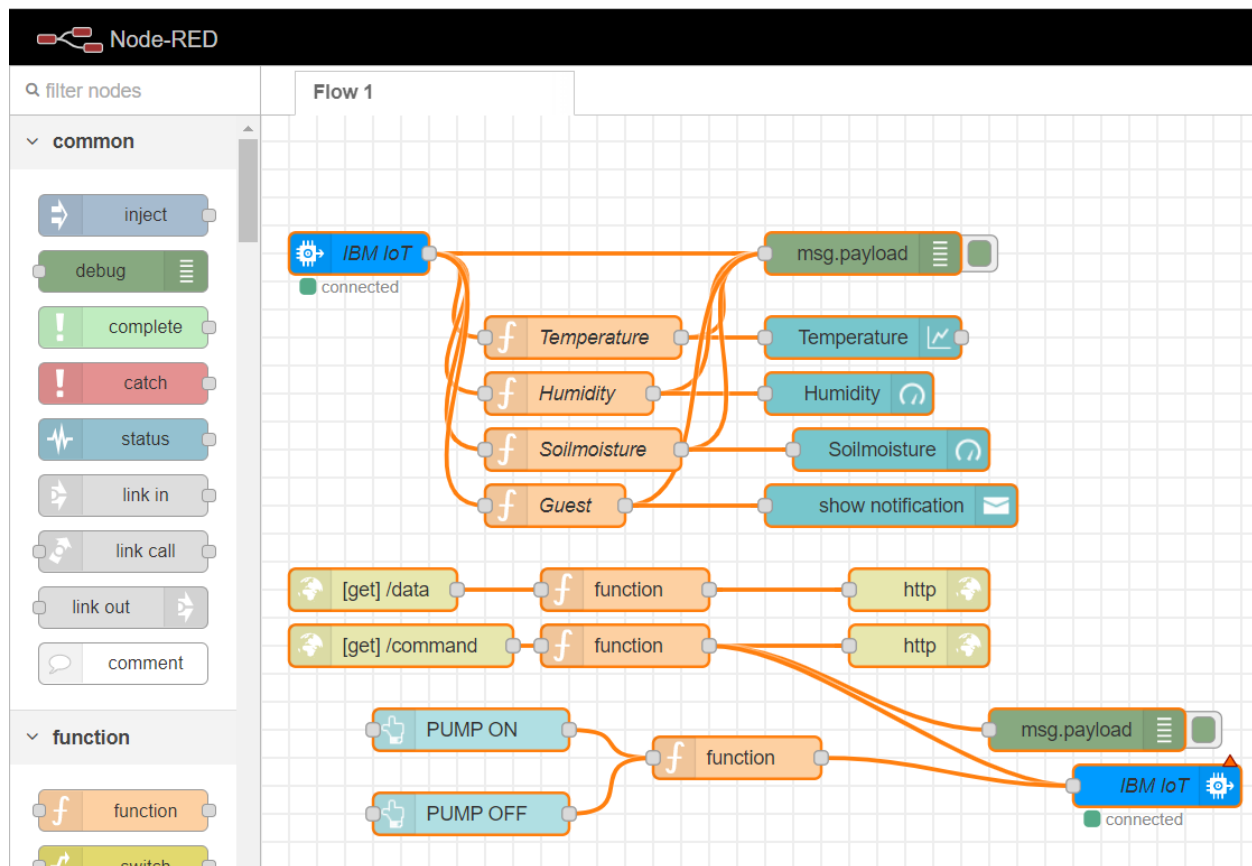 Node-RED
filter nodes
Flow 1
common
inject
debug
complete
catch
status
link in
link call
link out
comment
function
function
switch
IBM IoT
connected
msg.payload
Temperature
Temperature
Humidity
Humidity
Soilmoisture
Soilmoisture
Guest
show notification
[get] /data
function
http
[get] /command
function
http
PUMP ON
PUMP OFF
function
msg.payload
IBM IoT
connected